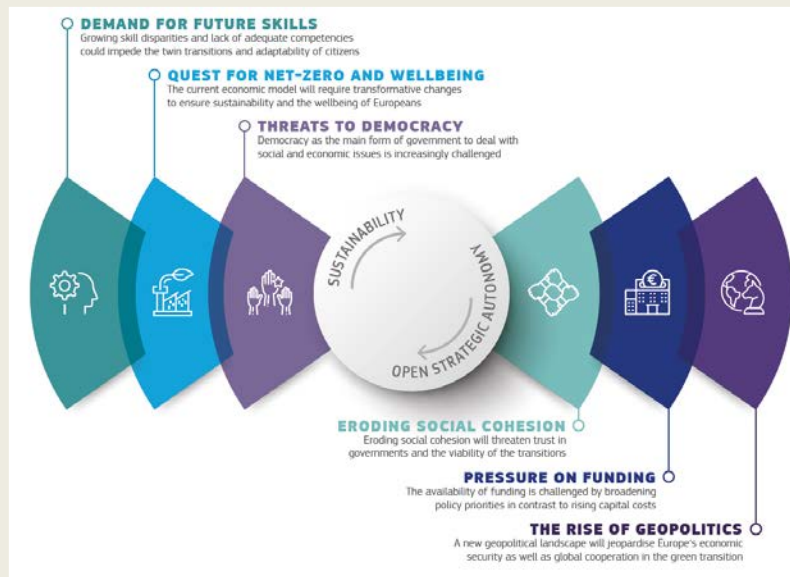 DEMAND FOR FUTURE SKILLS
Growing skill disparities and lack of adequate competencies
could impede the twin transitions and adaptability of citizens
QUEST FOR NET-ZERO AND WELLBEING
The current economic model will require transformative changes
to ensure sustainability and the wellbeing of Europeans
THREATS TO DEMOCRACY
Democracy as the main form of government to deal with
social and economic issues is increasingly challenged
SUSTAINABILITY
OPEN STRATEGIC AUTONOMY
€
ERODING SOCIAL COHESION
Eroding social cohesion will threaten trust in
governments and the viability of the transitions
PRESSURE ON FUNDING
The availability of funding is challenged by broadening
policy priorities in contrast to rising capital costs
THE RISE OF GEOPOLITICS
A new geopolitical landscape will jeopardise Europe's economic
security as well as global cooperation in the green transition